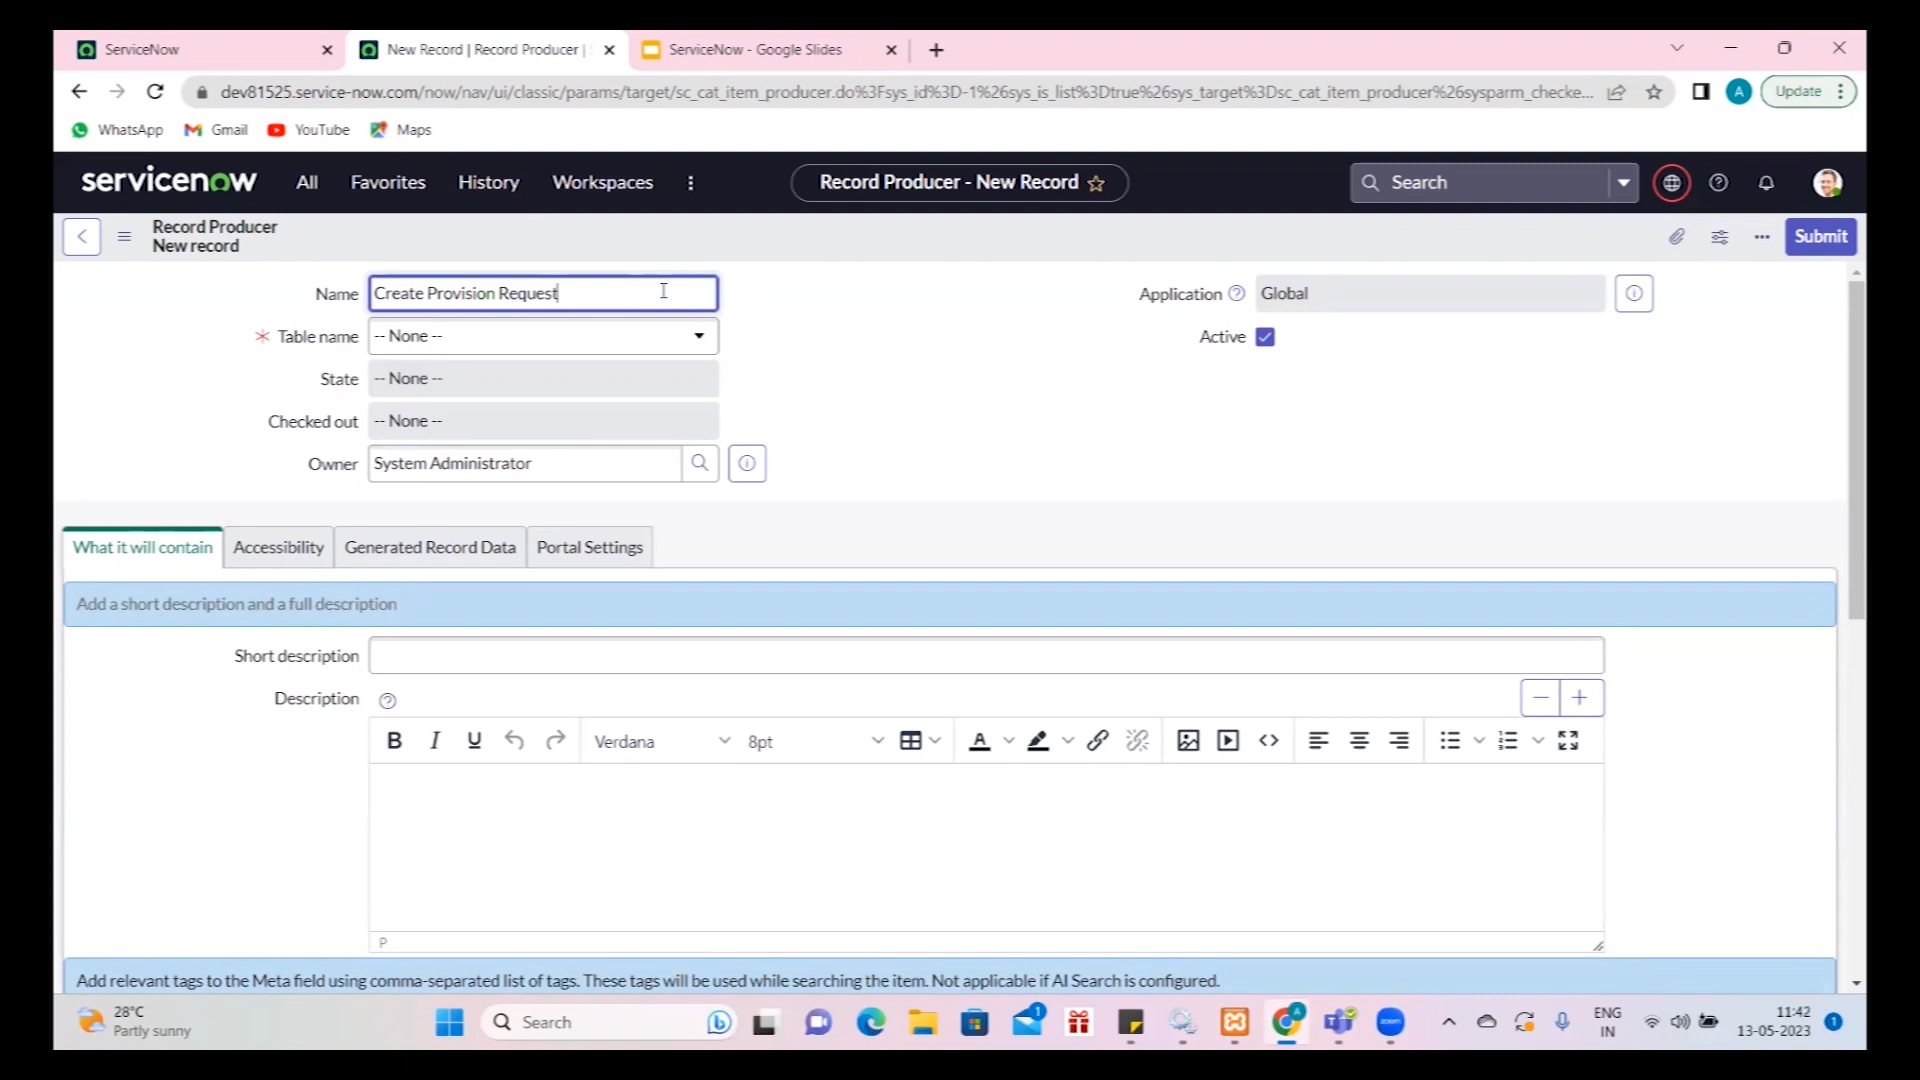 ServiceNow
New Record | Record Producer |
ServiceNow - Google Slides
dev81525.service-now.com/now/nav/ui/classic/params/target/sc_cat_item_producer.do%3Fsys_id%3D-1%26sys_is_list%3Dtrue%26sys_target%3Dsc_cat_item_producer%26sysparm_checke...
A
Update
WhatsApp
Gmail
YouTube
Maps
servicenow
All
Favorites
History
Workspaces
Record Producer - New Record
Search
Record Producer
New record
Submit
Name
Create Provision Request
Application
Global
Table name
-- None --
Active
State
-- None --
Checked out
-- None --
Owner
System Administrator
What it will contain
Accessibility
Generated Record Data
Portal Settings
Add a short description and a full description
Short description
Description
B
I
U
Verdana
8pt
A
P
Add relevant tags to the Meta field using comma-separated list of tags. These tags will be used while searching the item. Not applicable if AI Search is configured.
28°C
Partly sunny
Search
1
A
zoom
ENG
IN
11:42
13-05-2023
1